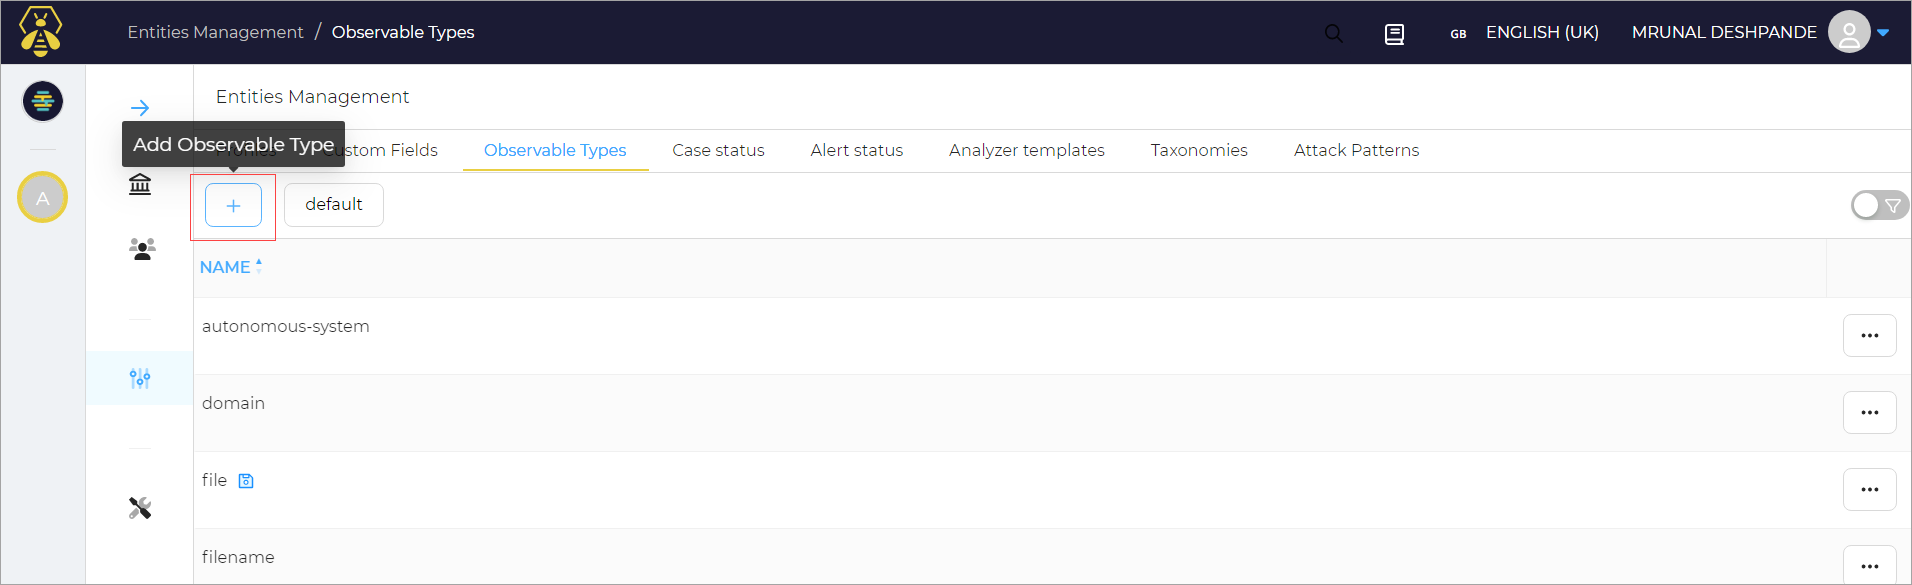 Entities Management / Observable Types
GB ENGLISH (UK) MRUNAL DESHPANDE
Entities Management
Add Observable Type
Profiles Custom Fields Observable Types Case status Alert status Analyzer templates Taxonomies Attack Patterns
A
+ default
NAME
autonomous-system
domain
file
filename